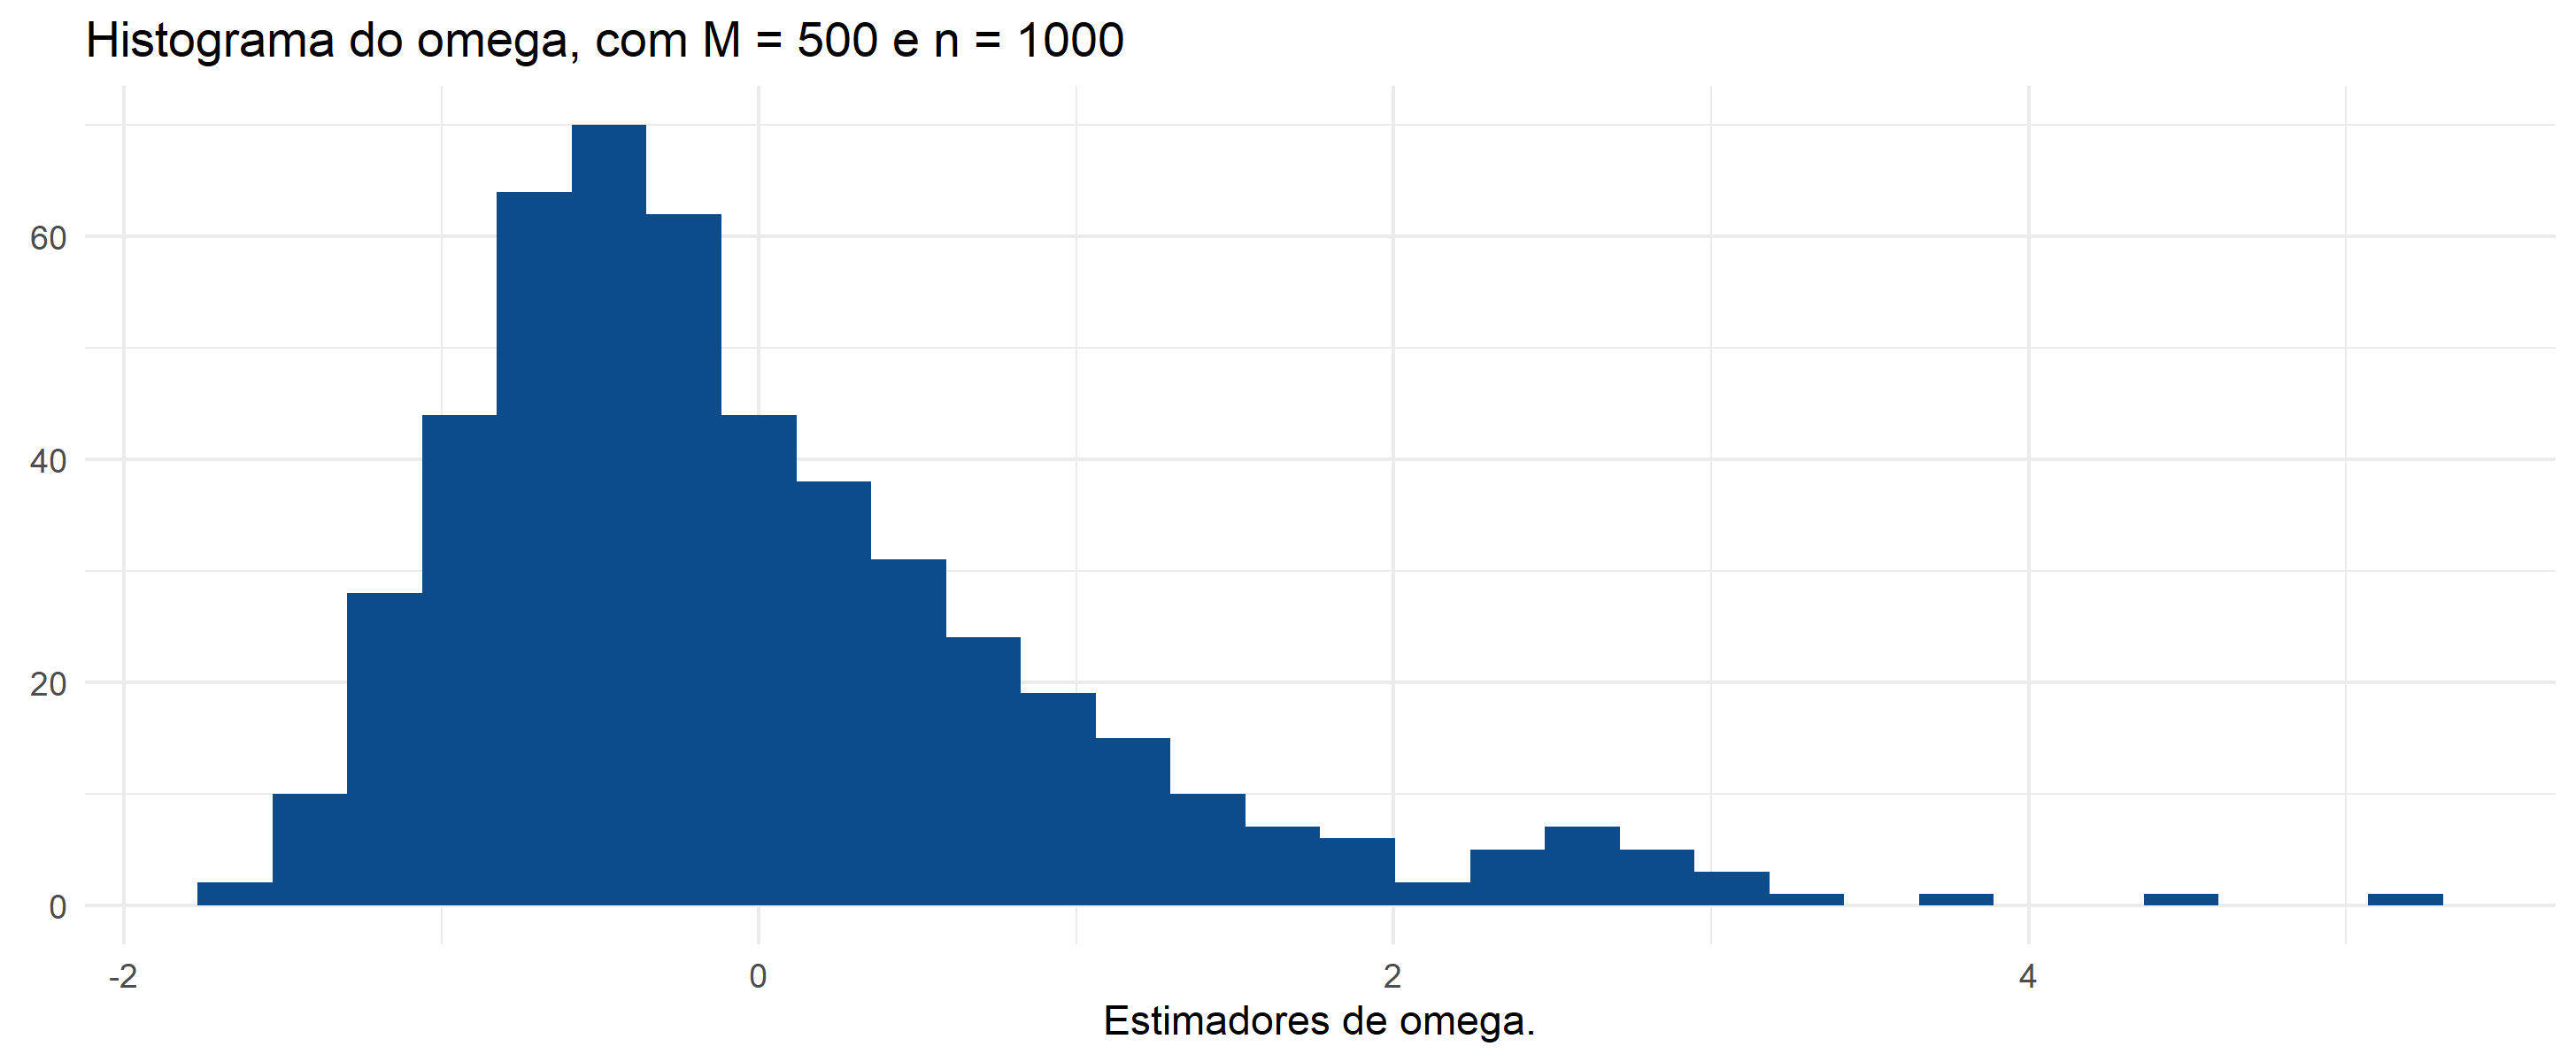 Histograma do omega, com M = 500 e n = 1000
60
40
20
0
-2 0 2 4
Estimadores de omega.